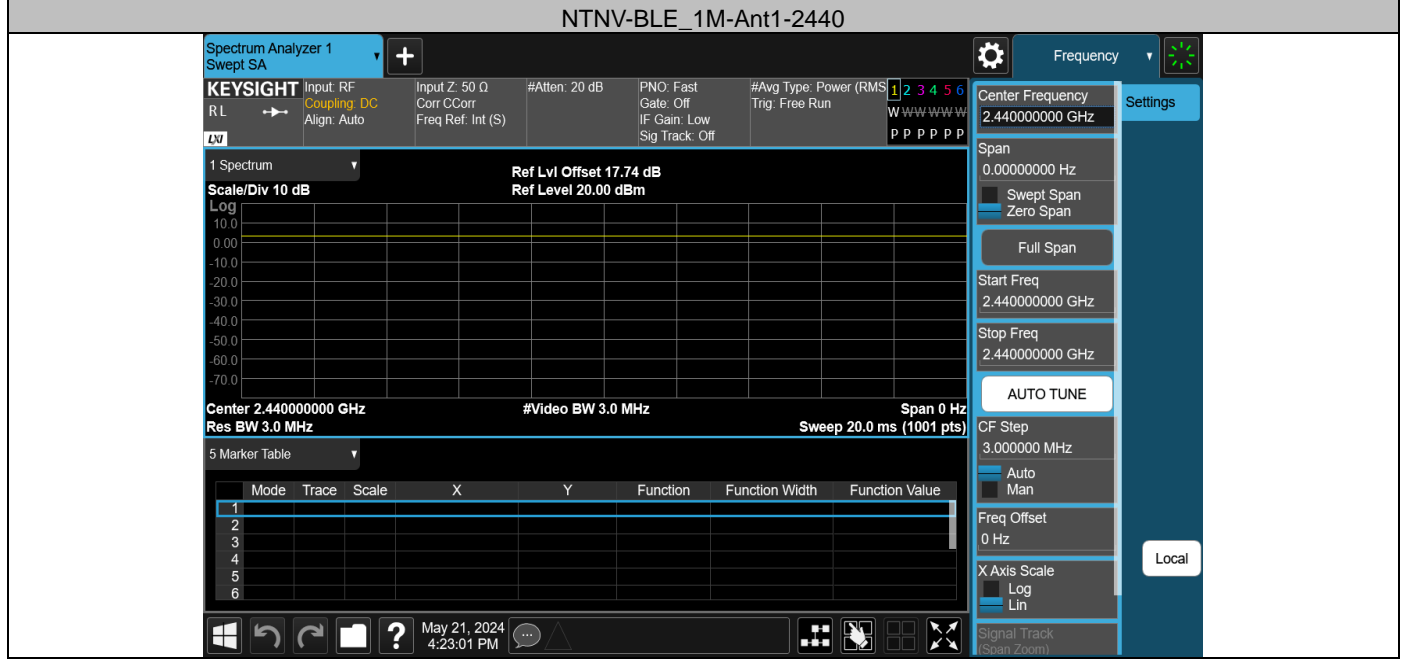 NTNV-BLE_1M-Ant1-2440
Spectrum Analyzer 1
Swept SA
+
Frequency
KEYSIGHT
RL
LXI
Input: RF
Coupling: DC
Align: Auto
Input Z: 50 Ω
Corr CCorr
Freq Ref: Int (S)
#Atten: 20 dB
PNO: Fast
Gate: Off
IF Gain: Low
Sig Track: Off
#Avg Type: Power (RMS
Trig: Free Run
1 2 3 4 5 6
W W W W W W
P P P P P P
Center Frequency
2.440000000 GHz
Settings
Span
0.00000000 Hz
Swept Span
Zero Span
Full Span
Start Freq
2.440000000 GHz
Stop Freq
2.440000000 GHz
AUTO TUNE
CF Step
3.000000 MHz
Auto
Man
Freq Offset
0 Hz
X Axis Scale
Log
Lin
Signal Track
(Span Zoom)
Local
1 Spectrum
Scale/Div 10 dB
Ref Lvl Offset 17.74 dB
Ref Level 20.00 dBm
Log
10.0
0.00
-10.0
-20.0
-30.0
-40.0
-50.0
-60.0
-70.0
Center 2.440000000 GHz
#Video BW 3.0 MHz
Span 0 Hz
Res BW 3.0 MHz
Sweep 20.0 ms (1001 pts)
5 Marker Table
Mode Trace Scale X Y Function Function Width Function Value
1
2
3
4
5
6
?
May 21, 2024
4:23:01 PM